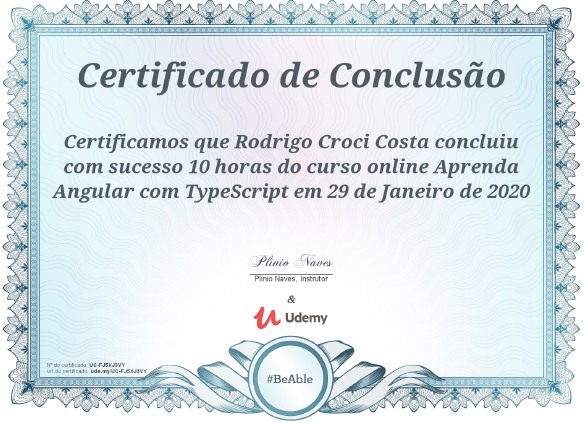 Certificado de Conclusão
Certificamos que Rodrigo Croci Costa concluiu
com sucesso 10 horas do curso online Aprenda
Angular com TypeScript em 29 de Janeiro de 2020
Plinio Naves
Plinio Naves, Instrutor
&
Udemy
#BeAble
Nº do certificado: UC-FJ5XJ3VY
url do certificado: ude.my/UC-FJ5XJ3VY